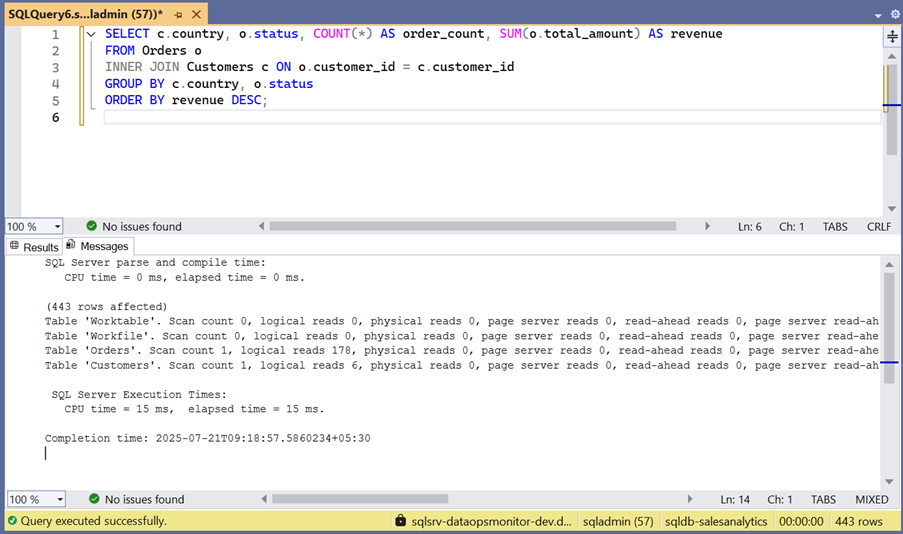 SQLQuery6.s...ladmin (57))*
1 SELECT c.country, o.status, COUNT(*) AS order_count, SUM(o.total_amount) AS revenue
2 FROM Orders o
3 INNER JOIN Customers c ON o.customer_id = c.customer_id
4 GROUP BY c.country, o.status
5 ORDER BY revenue DESC;
6
100 % No issues found Ln: 6 Ch: 1 TABS CRLF
Results Messages
SQL Server parse and compile time:
CPU time = 0 ms, elapsed time = 0 ms.
(443 rows affected)
Table 'Worktable'. Scan count 0, logical reads 0, physical reads 0, page server reads 0, read-ahead reads 0, page server read-ah
Table 'Workfile'. Scan count 0, logical reads 0, physical reads 0, page server reads 0, read-ahead reads 0, page server read-ahe
Table 'Orders'. Scan count 1, logical reads 178, physical reads 0, page server reads 0, read-ahead reads 0, page server read-ahe
Table 'Customers'. Scan count 1, logical reads 6, physical reads 0, page server reads 0, read-ahead reads 0, page server read-ah
SQL Server Execution Times:
CPU time = 15 ms, elapsed time = 15 ms.
Completion time: 2025-07-21T09:18:57.5860234+05:30
100 % No issues found Ln: 14 Ch: 1 TABS MIXED
Query executed successfully. sqlsrv-dataopsmonitor-dev.d... sqladmin (57) sqldb-salesanalytics 00:00:00 443 rows